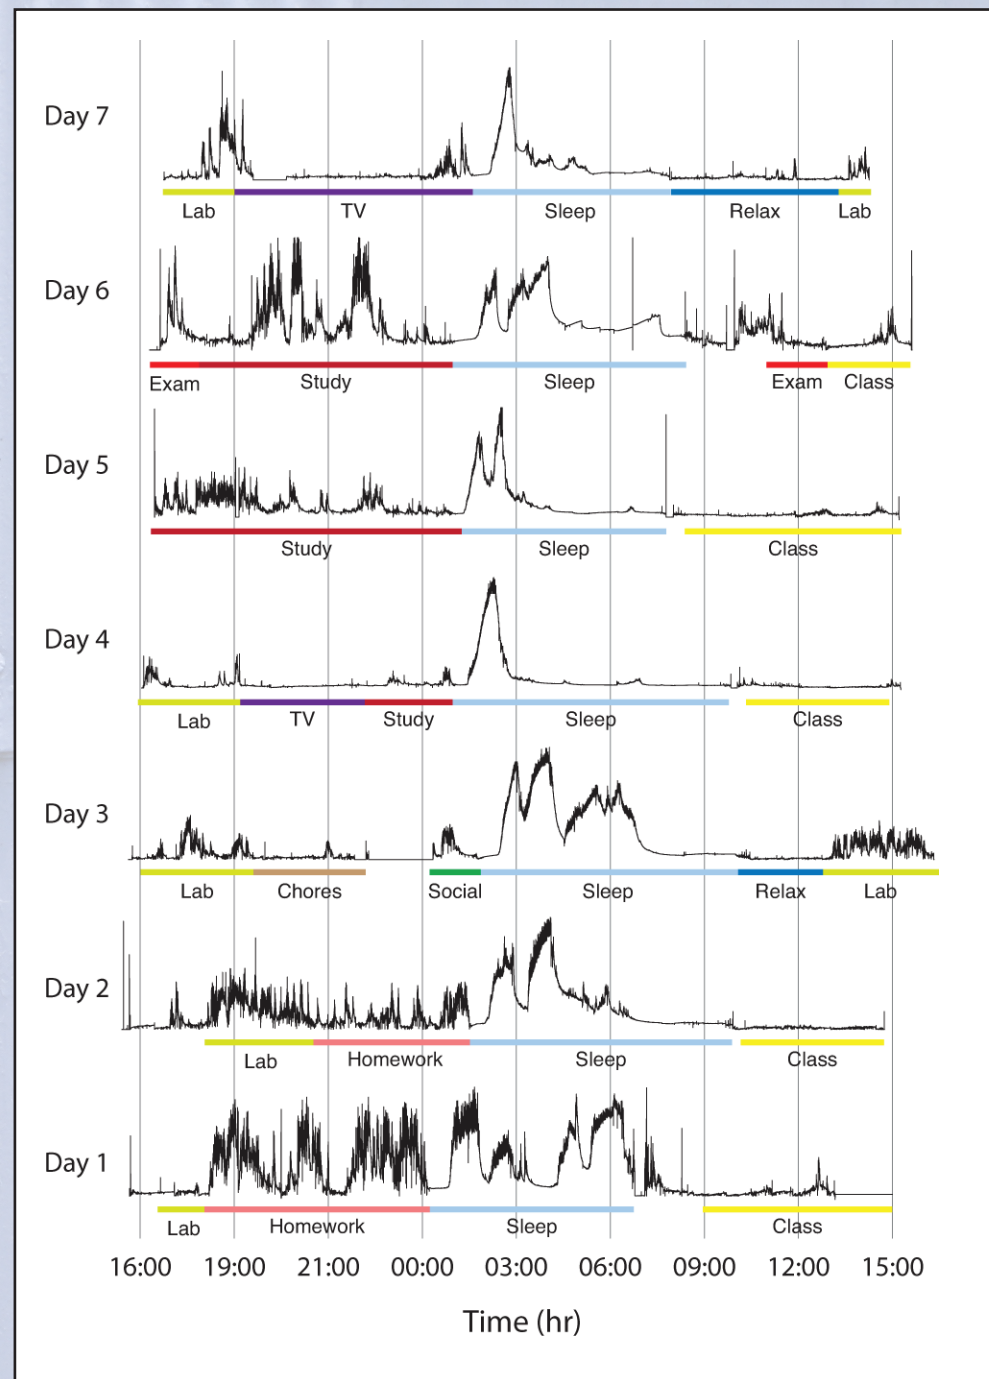 Day 7
Lab TV Sleep Relax Lab
Day 6
Exam Study Sleep Exam Class
Day 5
Study Sleep Class
Day 4
Lab TV Study Sleep Class
Day 3
Lab Chores Social Sleep Relax Lab
Day 2
Lab Homework Sleep Class
Day 1
Lab Homework Sleep Class
16:00 19:00 21:00 00:00 03:00 06:00 09:00 12:00 15:00
Time (hr)